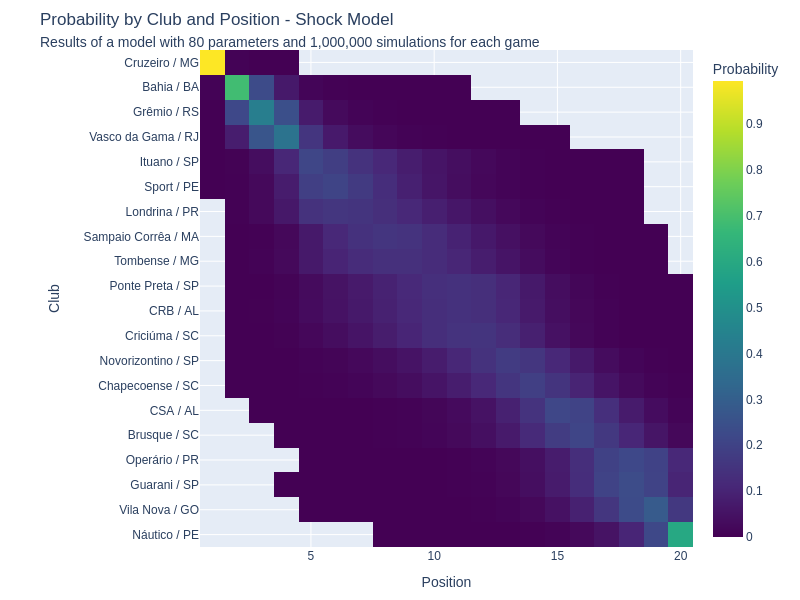 Probability by Club and Position - Shock Model
Results of a model with 80 parameters and 1,000,000 simulations for each game
Probability
Cruzeiro / MG
Bahia / BA
Grêmio / RS
Vasco da Gama / RJ
Ituano / SP
Sport / PE
Londrina / PR
Sampaio Corrêa / MA
Tombense / MG
Ponte Preta / SP
CRB / AL
Criciúma / SC
Novorizontino / SP
Chapecoense / SC
CSA / AL
Brusque / SC
Operário / PR
Guarani / SP
Vila Nova / GO
Náutico / PE
Club
5
10
15
20
Position
0.9
0.8
0.7
0.6
0.5
0.4
0.3
0.2
0.1
0